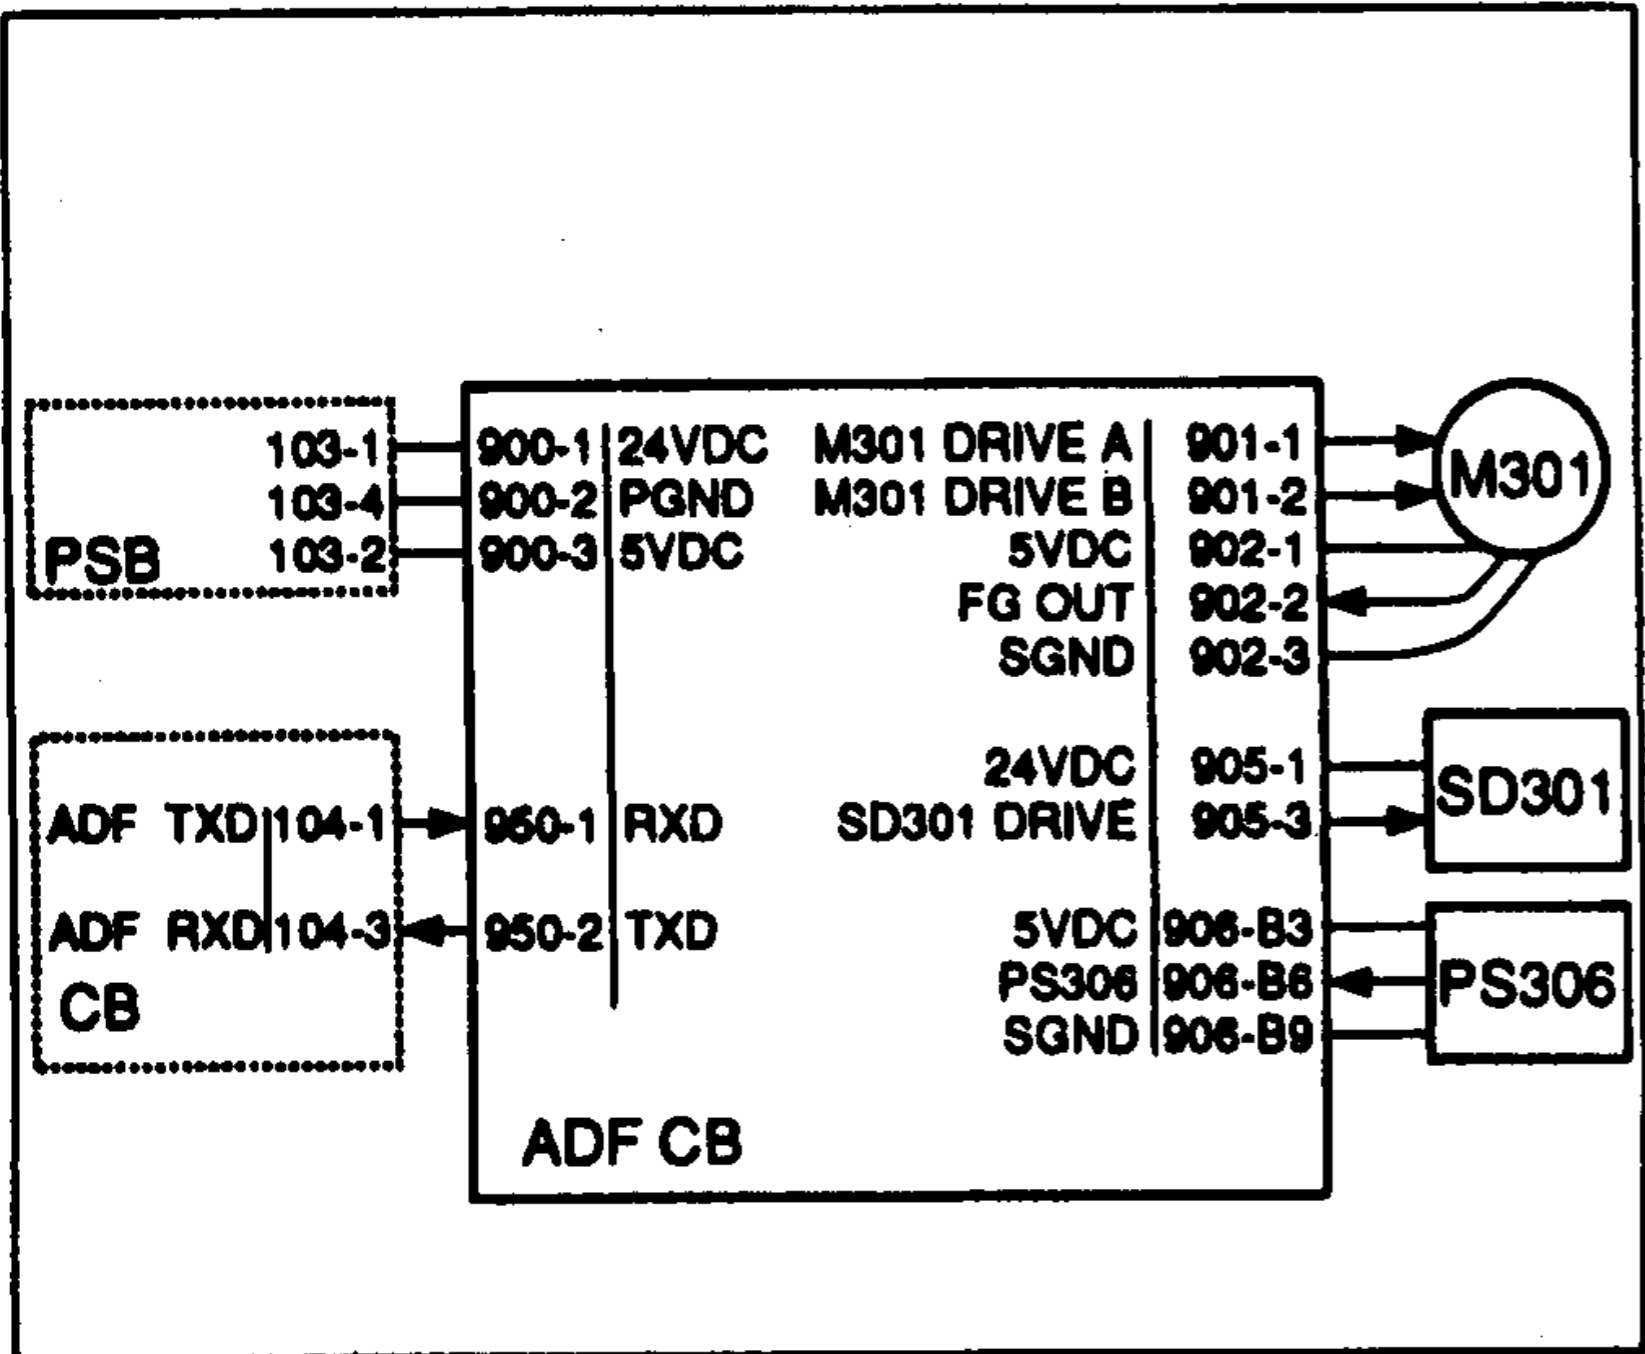 103-1 900-1 24VDC M301 DRIVE A 901-1
103-4 900-2 PGND M301 DRIVE B 901-2 M301
PSB 103-2 900-3 5VDC 5VDC 902-1
FG OUT 902-2
SGND 902-3
24VDC 905-1
SD301
ADF TXD 104-1 950-1 RXD SD301 DRIVE 905-3
ADF RXD 104-3 950-2 TXD 5VDC 906-B3
CB PS306 906-B6 PS306
SGND 906-B9
ADF CB